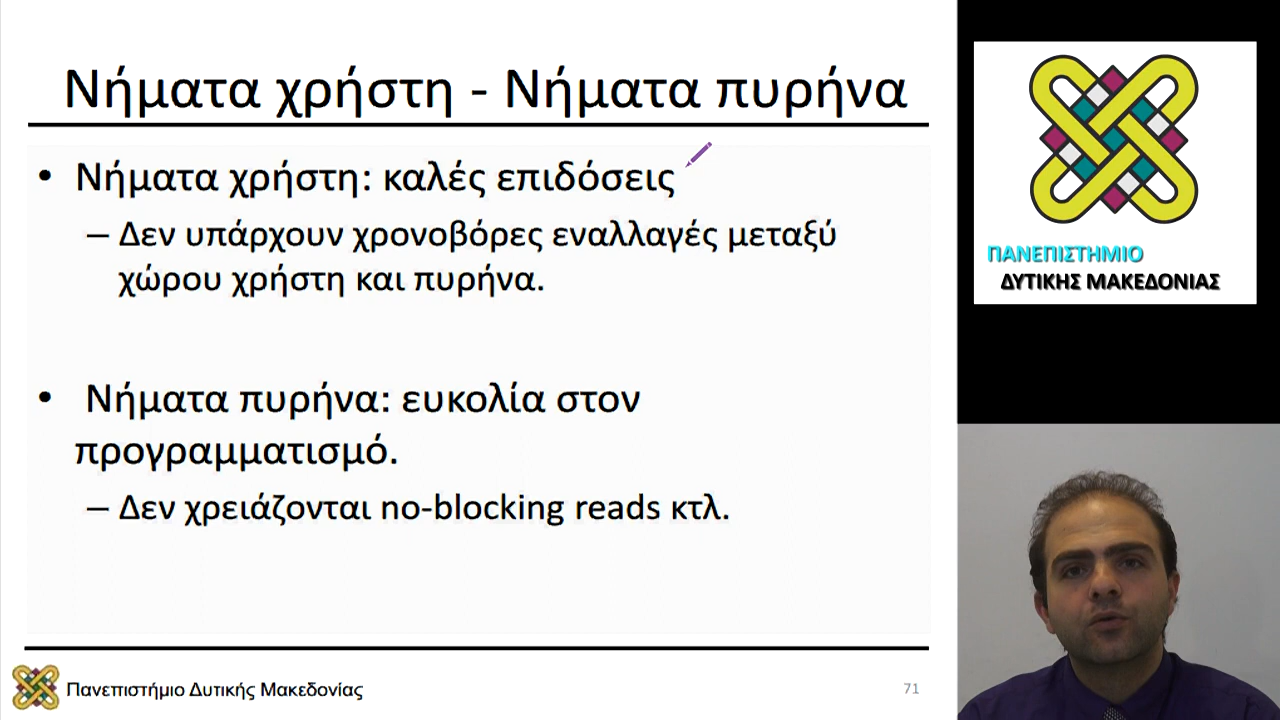 Νήματα χρήστη - Νήματα πυρήνα
• Νήματα χρήστη: καλές επιδόσεις
– Δεν υπάρχουν χρονοβόρες εναλλαγές μεταξύ
χώρου χρήστη και πυρήνα.
• Νήματα πυρήνα: ευκολία στον
προγραμματισμό.
– Δεν χρειάζονται no-blocking reads κτλ.
Πανεπιστήμιο Δυτικής Μακεδονίας
71
ΠΑΝΕΠΙΣΤΗΜΙΟ
ΔΥΤΙΚΗΣ ΜΑΚΕΔΟΝΙΑΣ